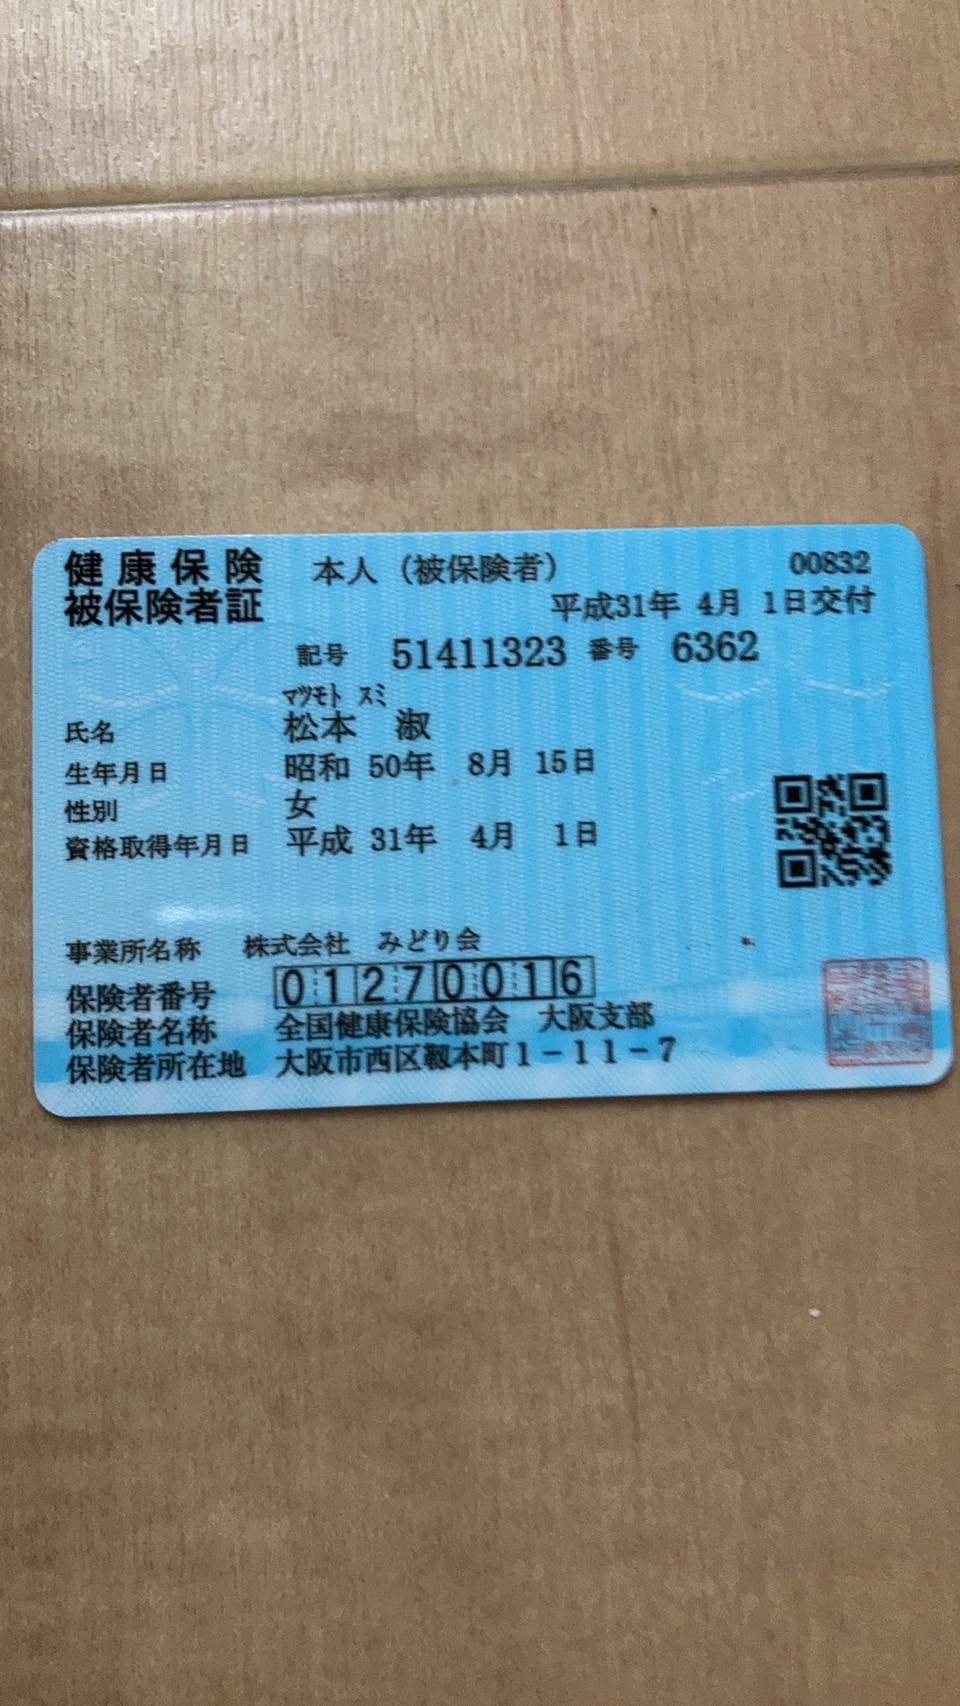 健康保険 本人（被保険者） 00832
被保険者証 平成31年 4月 1日交付
記号 51411323 番号 6362
ﾏﾂﾓﾄ ｽﾐ
氏名 松本 淑
生年月日 昭和 50年 8月 15日
性別 女
資格取得年月日 平成 31年 4月 1日
事業所名称 株式会社 みどり会
保険者番号 01270016
保険者名称 全国健康保険協会 大阪支部
保険者所在地 大阪市西区靱本町1－11－7